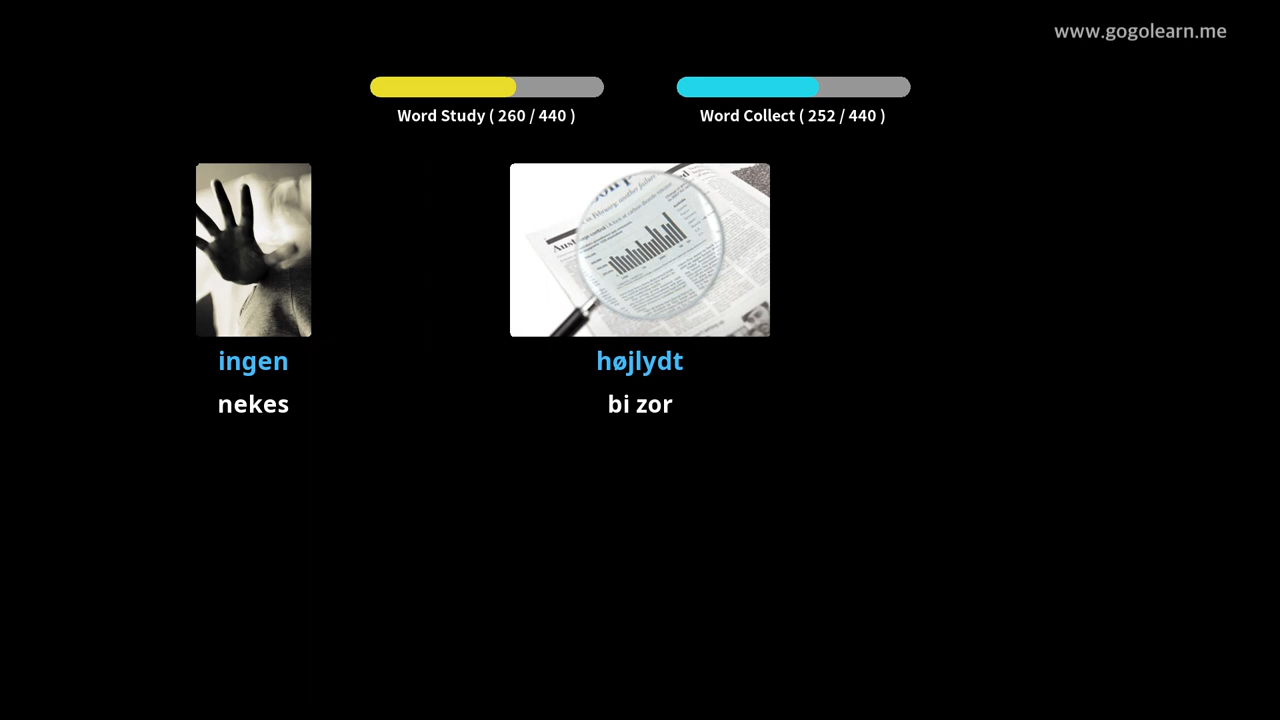 www.gogolearn.me
Word Study ( 260 / 440 )
Word Collect ( 252 / 440 )
ingen
højlydt
nekes
bi zor